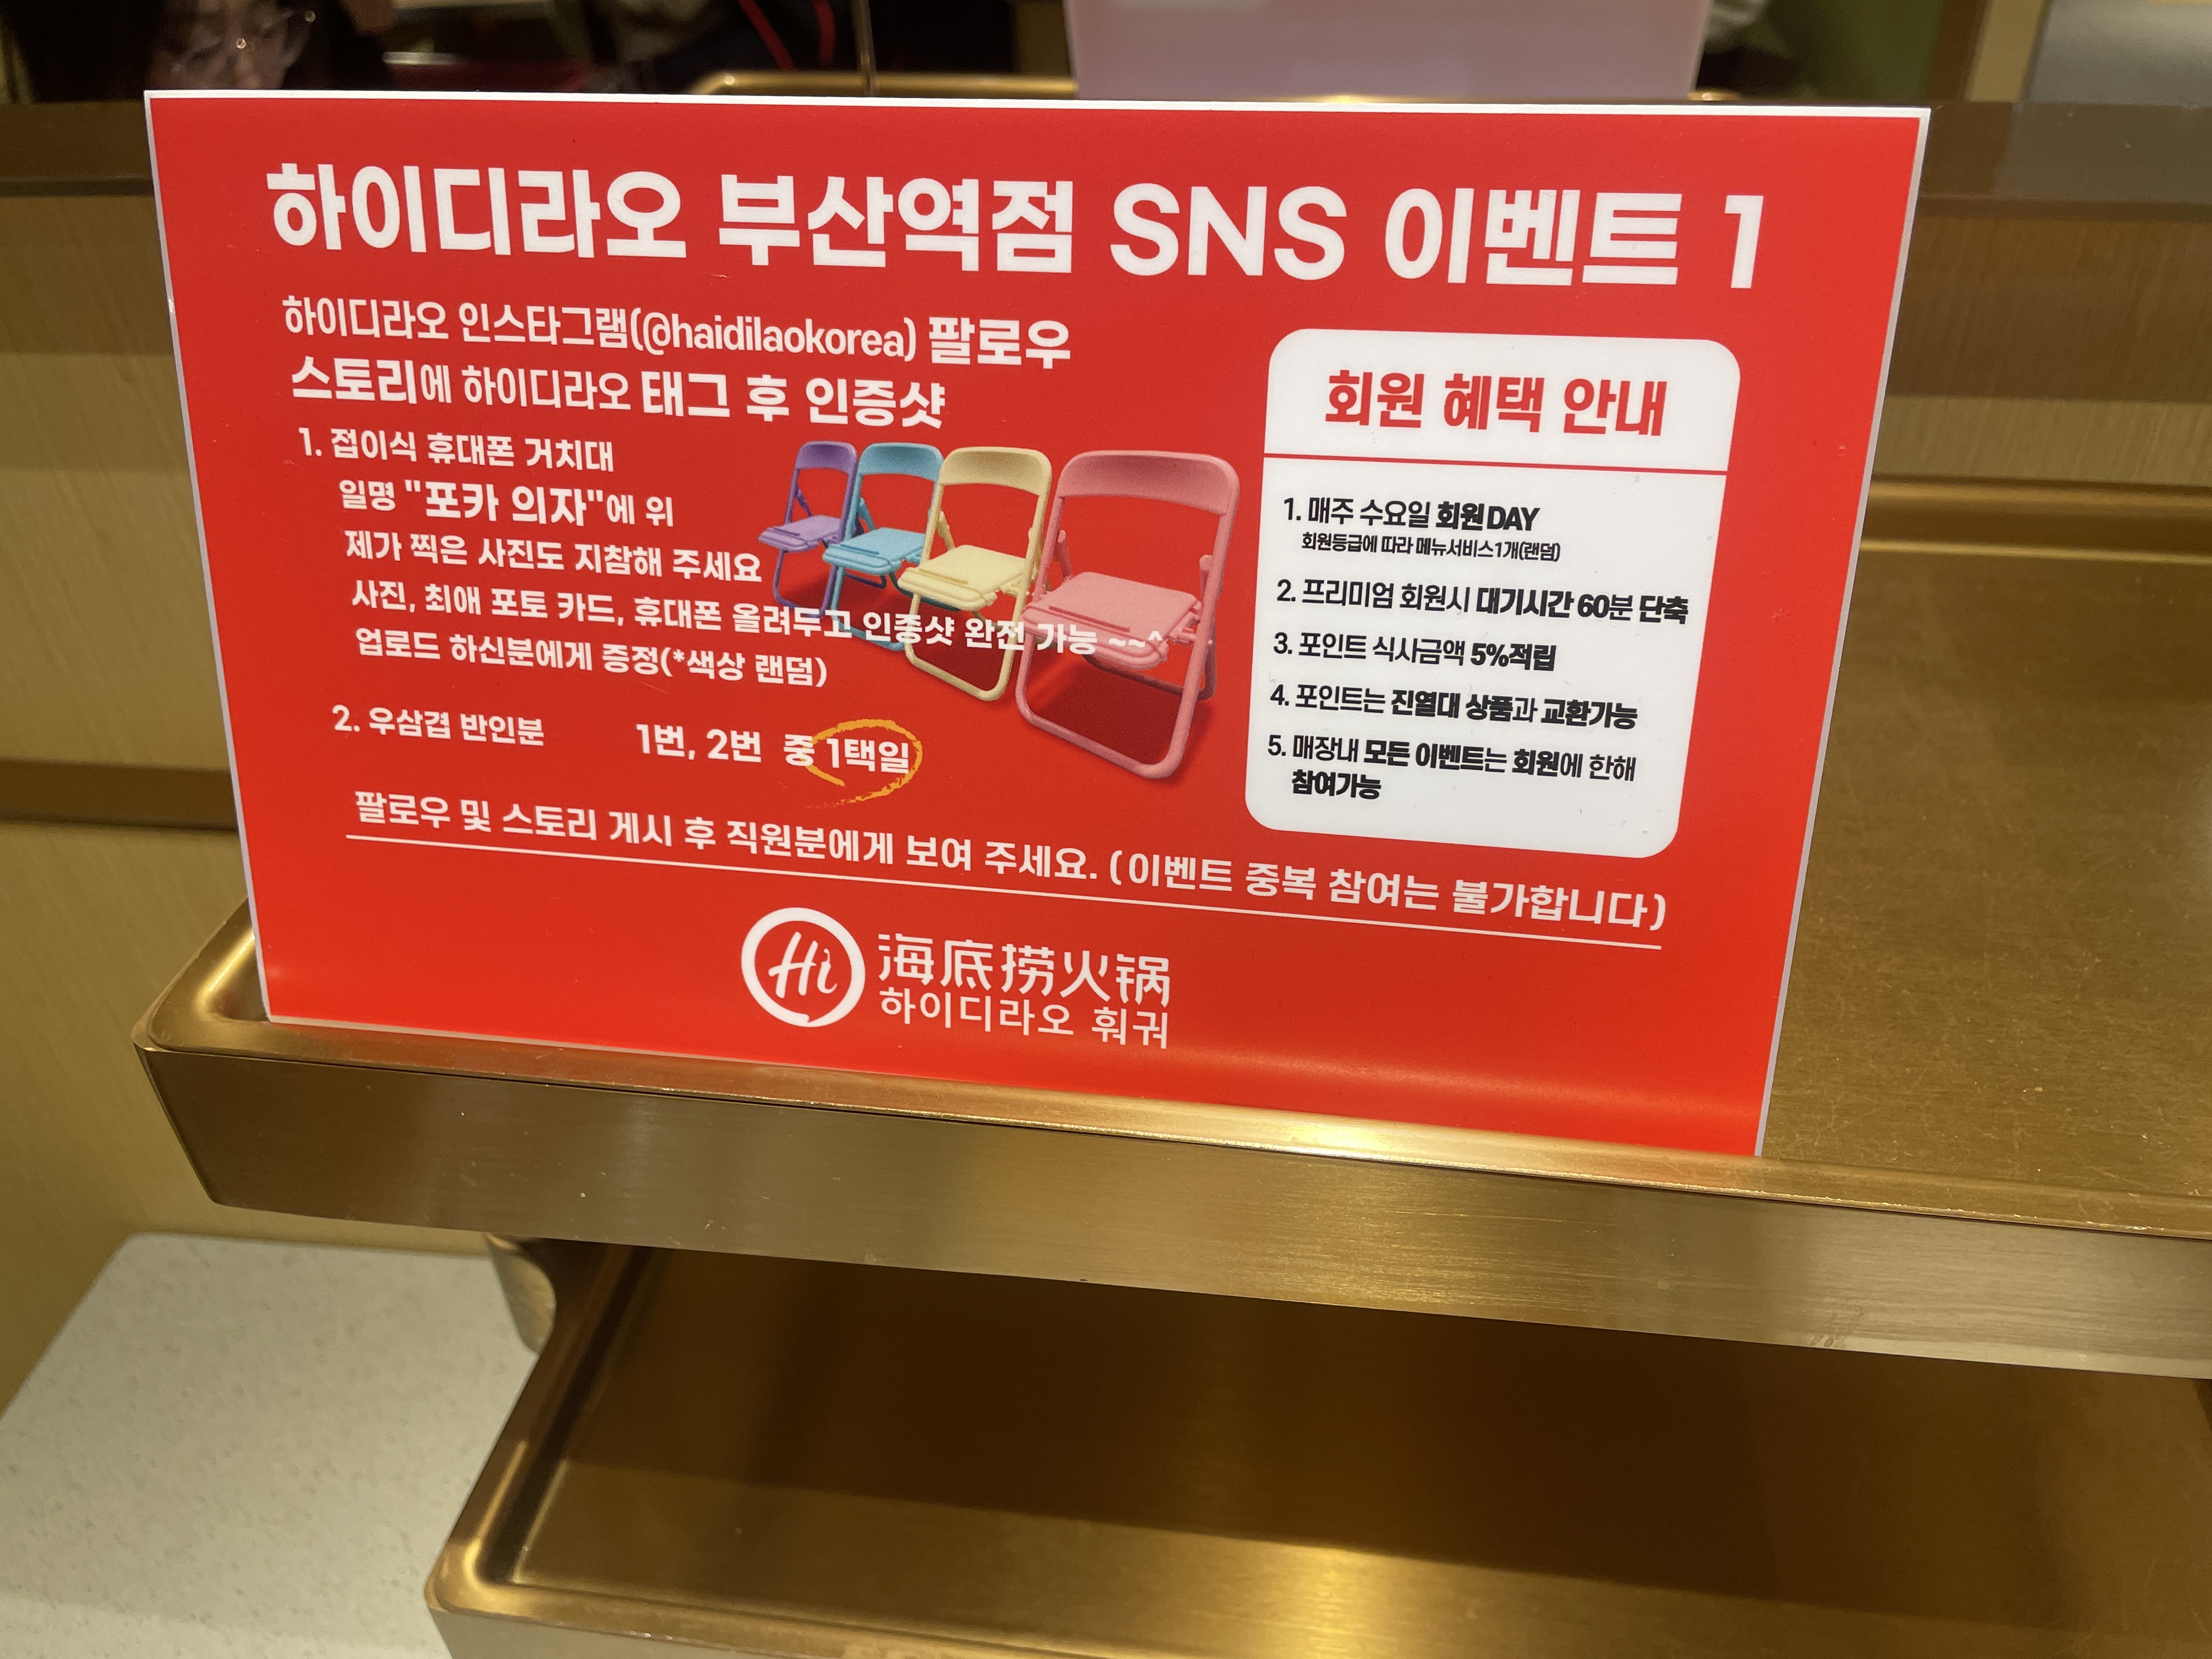 하이디라오 부산역점 SNS 이벤트 1
하이디라오 인스타그램(@haidilaokorea) 팔로우
스토리에 하이디라오 태그 후 인증샷
1. 접이식 휴대폰 거치대
일명 "포카 의자"에 위
제가 찍은 사진도 지참해 주세요
사진, 최애 포토 카드, 휴대폰 올려두고 인증샷 완전 가능 ~~^
업로드 하신분에게 증정(*색상 랜덤)
2. 우삼겹 반인분
1번, 2번 중 1택일
회원 혜택 안내
1. 매주 수요일 회원DAY
회원등급에 따라 메뉴서비스1개(랜덤)
2. 프리미엄 회원시 대기시간 60분 단축
3. 포인트 식사금액 5%적립
4. 포인트는 진열대 상품과 교환가능
5. 매장내 모든 이벤트는 회원에 한해
참여가능
팔로우 및 스토리 게시 후 직원분에게 보여 주세요. (이벤트 중복 참여는 불가합니다)
Hi
海底捞火锅
하이디라오 훠궈